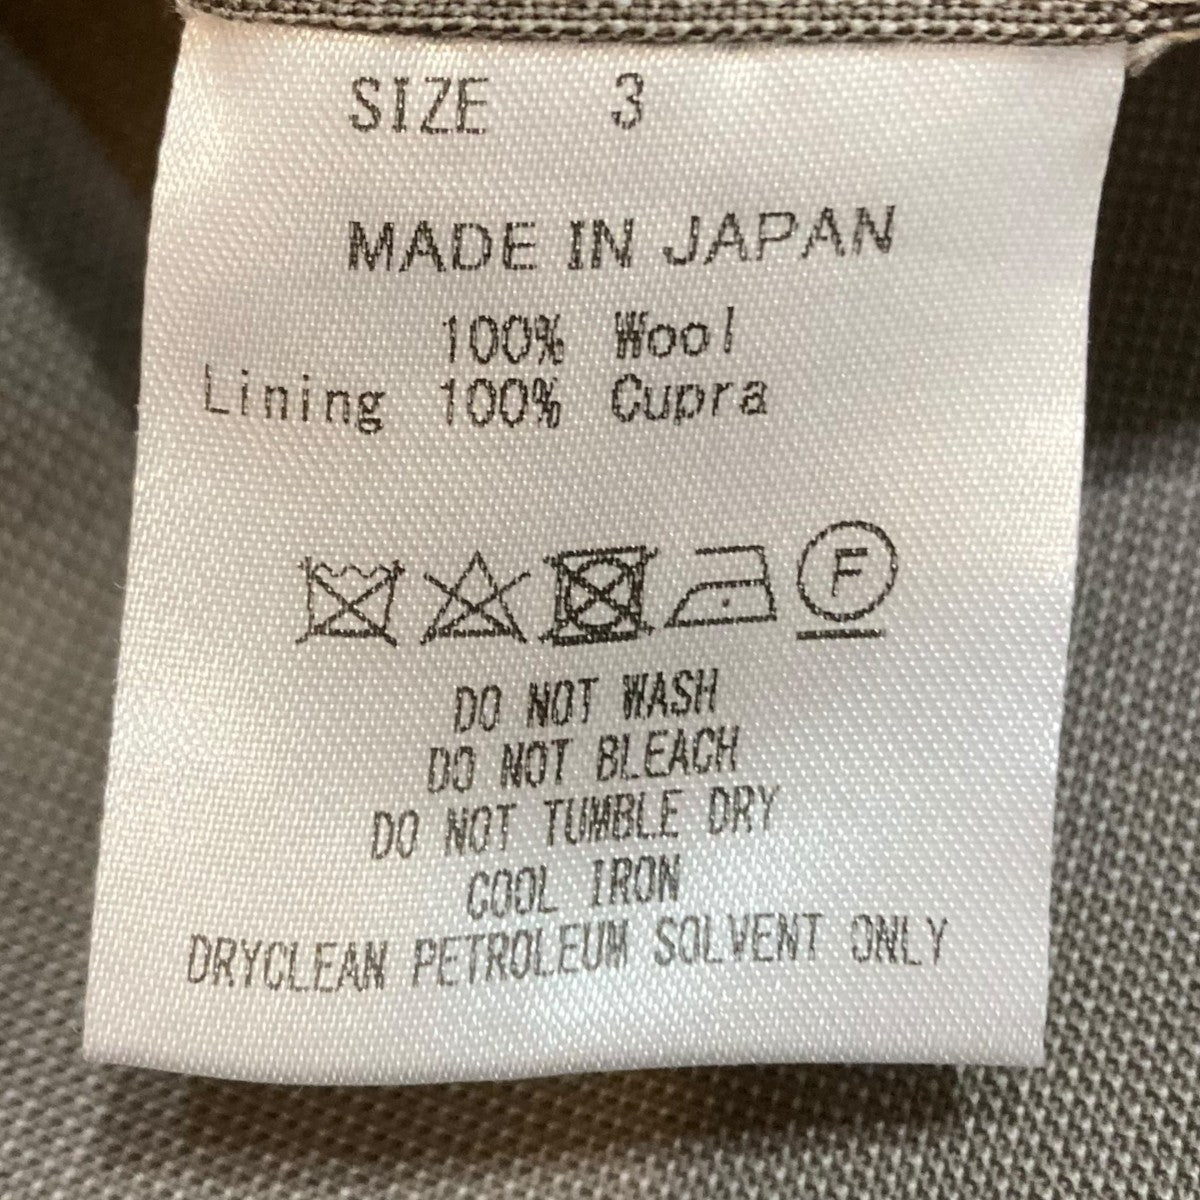 SIZE 3
MADE IN JAPAN
100% Wool
Lining 100% Cupra
F
DO NOT WASH
DO NOT BLEACH
DO NOT TUMBLE DRY
COOL IRON
DRYCLEAN PETROLEUM SOLVENT ONLY